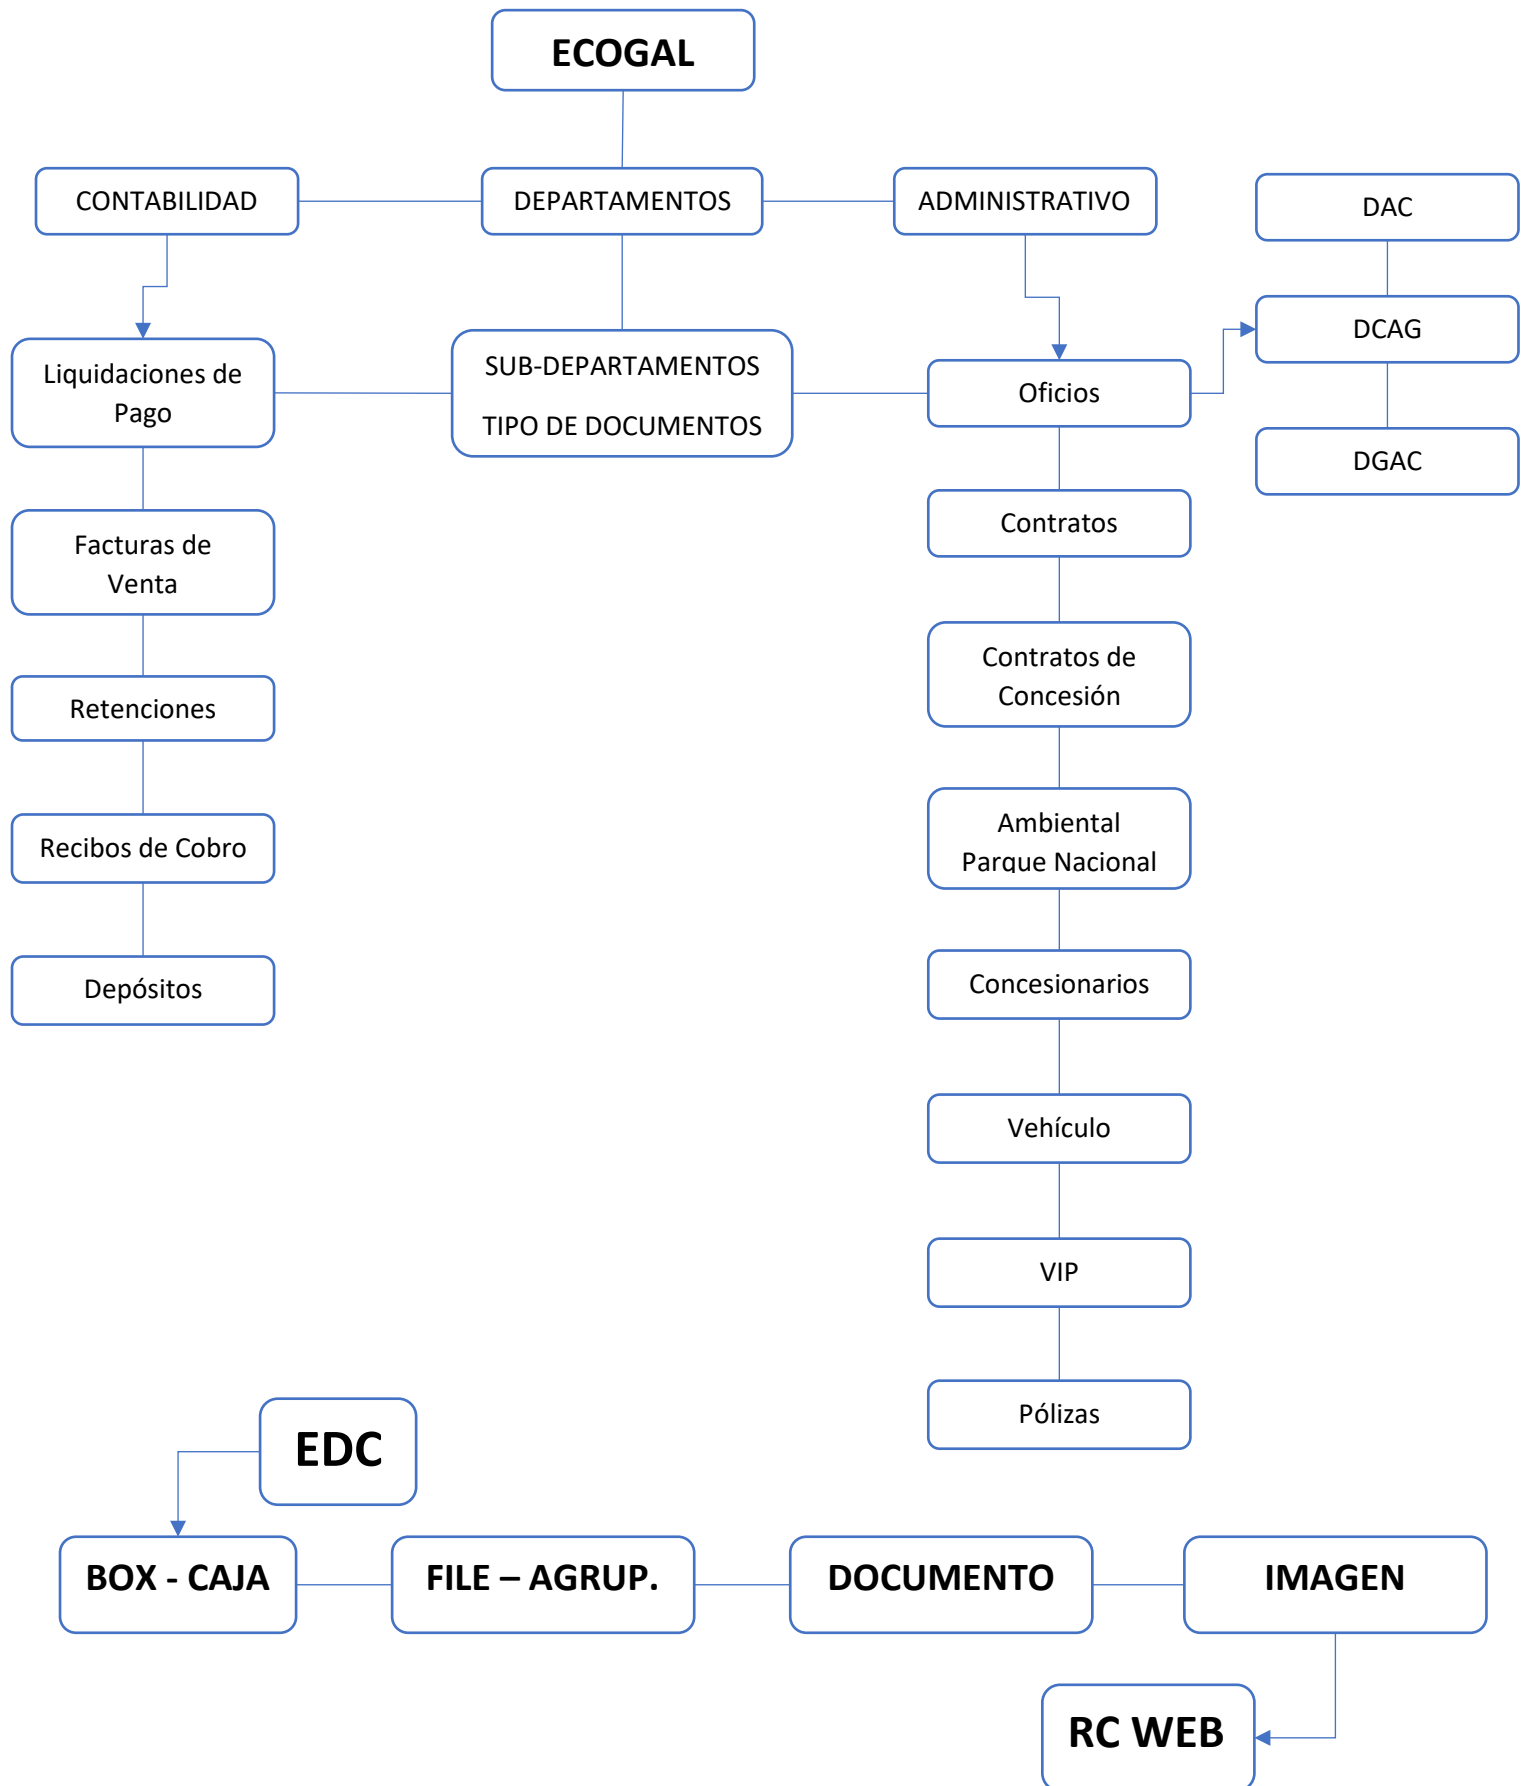 ECOGAL
CONTABILIDAD
DEPARTAMENTOS
ADMINISTRATIVO
DAC
DCAG
DGAC
Liquidaciones de
Pago
SUB-DEPARTAMENTOS
TIPO DE DOCUMENTOS
Oficios
Facturas de
Venta
Retenciones
Recibos de Cobro
Depósitos
Contratos
Contratos de
Concesión
Ambiental
Parque Nacional
Concesionarios
Vehículo
VIP
Pólizas
EDC
BOX - CAJA
FILE – AGRUP.
DOCUMENTO
IMAGEN
RC WEB